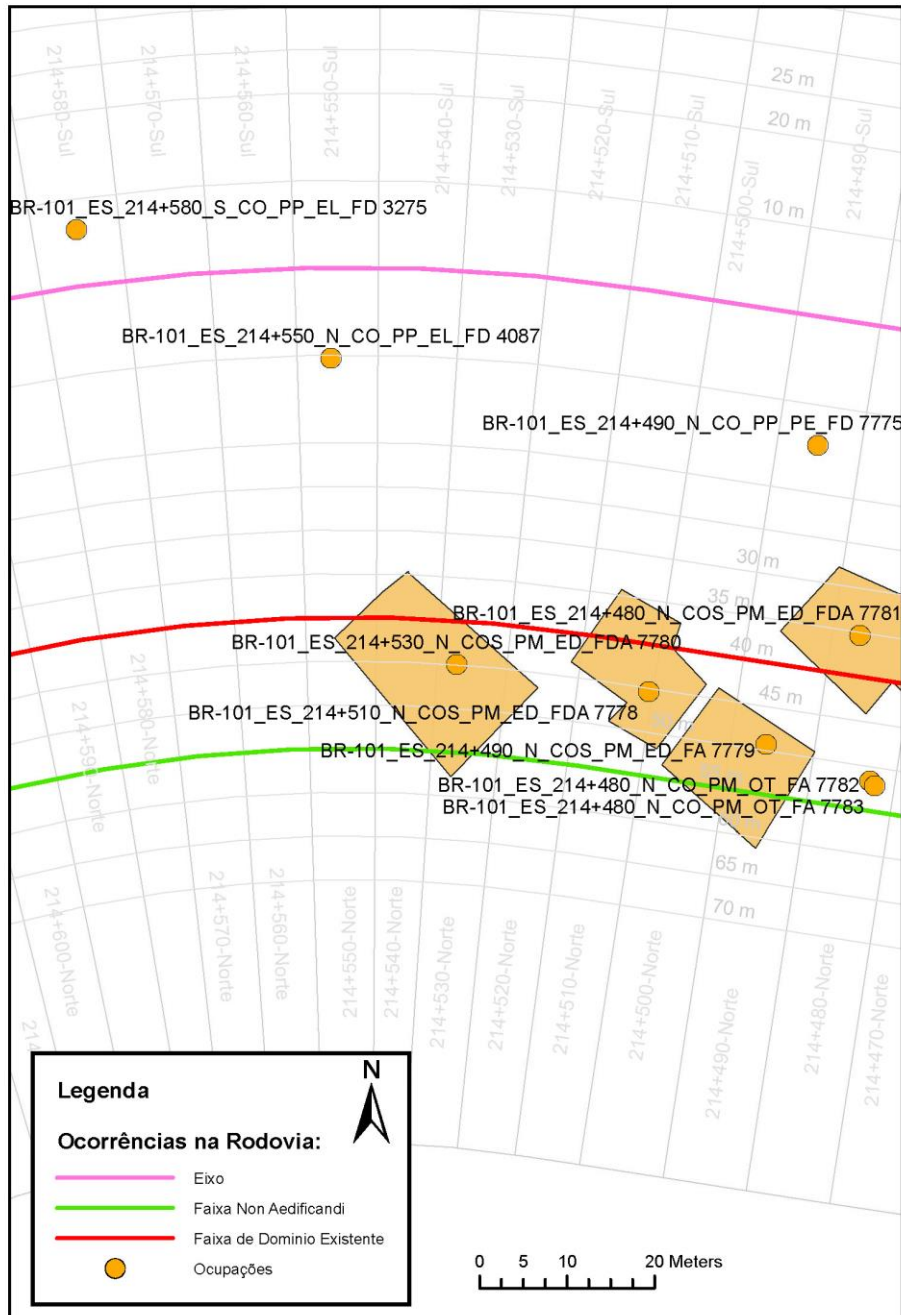 25 m
20 m
10 m
214+580-Sul
214+570-Sul
214+560-Sul
214+550-Sul
214+540-Sul
214+530-Sul
214+520-Sul
214+510-Sul
214+500-Sul
214+490-Sul
BR-101_ES_214+580_S_CO_PP_EL_FD 3275
BR-101_ES_214+550_N_CO_PP_EL_FD 4087
BR-101_ES_214+490_N_CO_PP_PE_FD 7775
30 m
35 m
BR-101_ES_214+480_N_COS_PM_ED_FDA 7781
BR-101_ES_214+530_N_COS_PM_ED_FDA 7780
40 m
45 m
BR-101_ES_214+510_N_COS_PM_ED_FDA 7778
BR-101_ES_214+490_N_COS_PM_ED_FA 7779
BR-101_ES_214+480_N_CO_PM_OT_FA 7782
BR-101_ES_214+480_N_CO_PM_OT_FA 7783
65 m
70 m
214+600-Norte
214+590-Norte
214+580-Norte
214+570-Norte
214+560-Norte
214+550-Norte
214+540-Norte
214+530-Norte
214+520-Norte
214+510-Norte
214+500-Norte
214+490-Norte
214+480-Norte
214+470-Norte
N
Legenda
Ocorrências na Rodovia:
Eixo
Faixa Non Aedificandi
Faixa de Dominio Existente
Ocupações
0 5 10 20 Meters